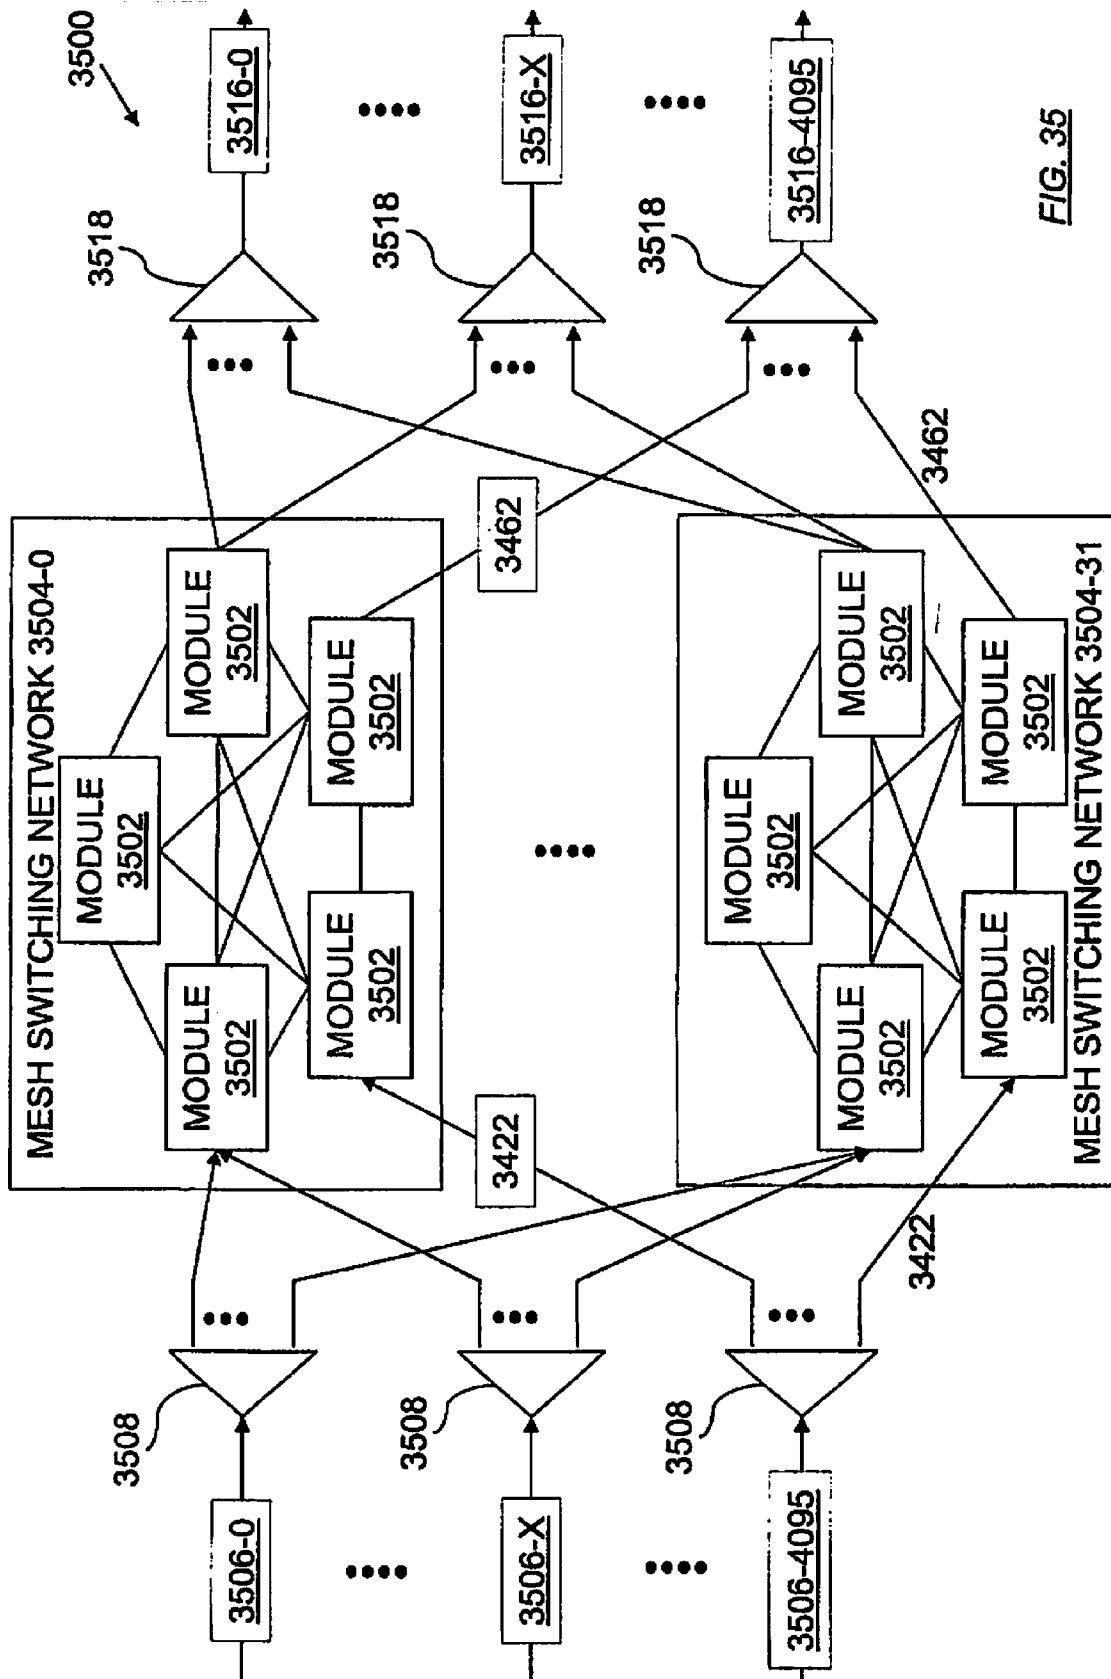 3500
3506-0
3508
3518
3516-0
3506-X
3508
3518
3516-X
3506-4095
3508
3518
3516-4095
MESH SWITCHING NETWORK 3504-0
MODULE
3502
MODULE
3502
MODULE
3502
MODULE
3502
MODULE
3502
3422
3462
MODULE
3502
MODULE
3502
MODULE
3502
MODULE
3502
MODULE
3502
MESH SWITCHING NETWORK 3504-31
3422
3462
FIG. 35